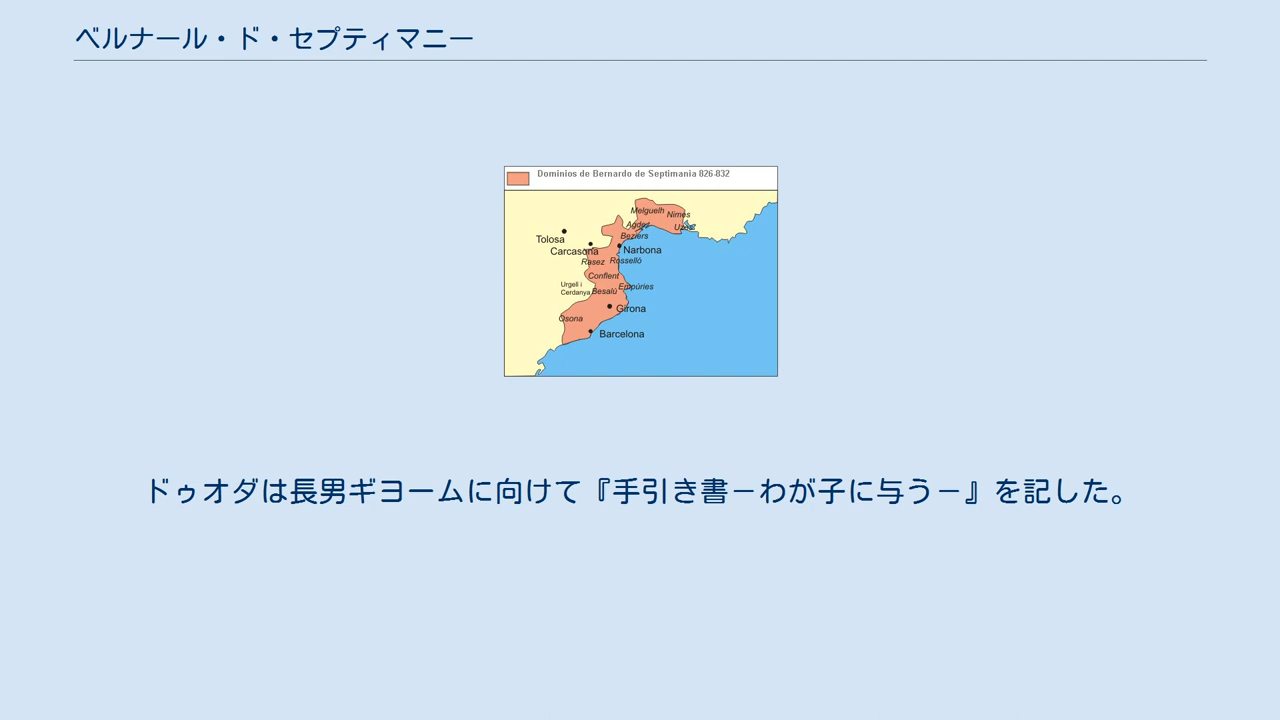 ベルナール・ド・セプティマニー
Dominios de Bernardo de Septimania 826-832
Melguelh
Nimes
Agde
Uzes
Beziers
Tolosa
Narbona
Carcasona
Rasez
Rosselló
Conflent
Urgell i
Cerdanya
Besalú
Empúries
Girona
Osona
Barcelona
ドゥオダは長男ギヨームに向けて『手引き書－わが子に与う－』を記した。